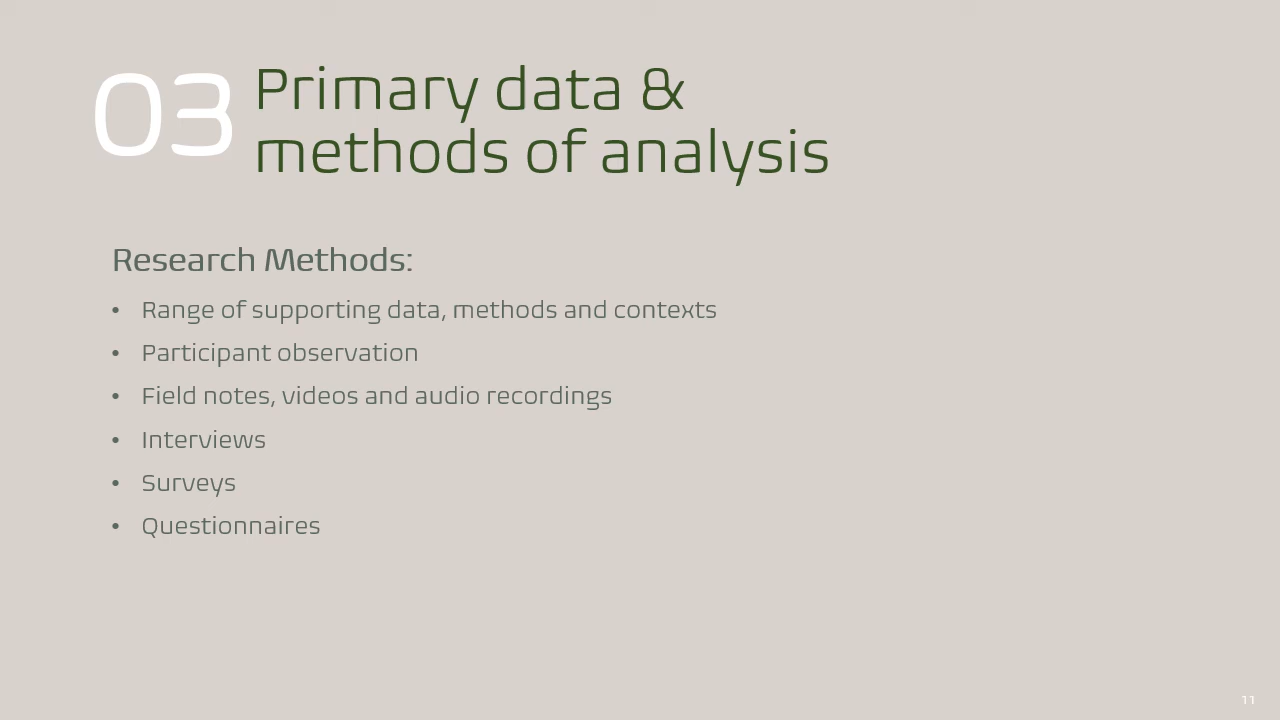 03
Primary data &
methods of analysis
Research Methods:
• Range of supporting data, methods and contexts
• Participant observation
• Field notes, videos and audio recordings
• Interviews
• Surveys
• Questionnaires
11